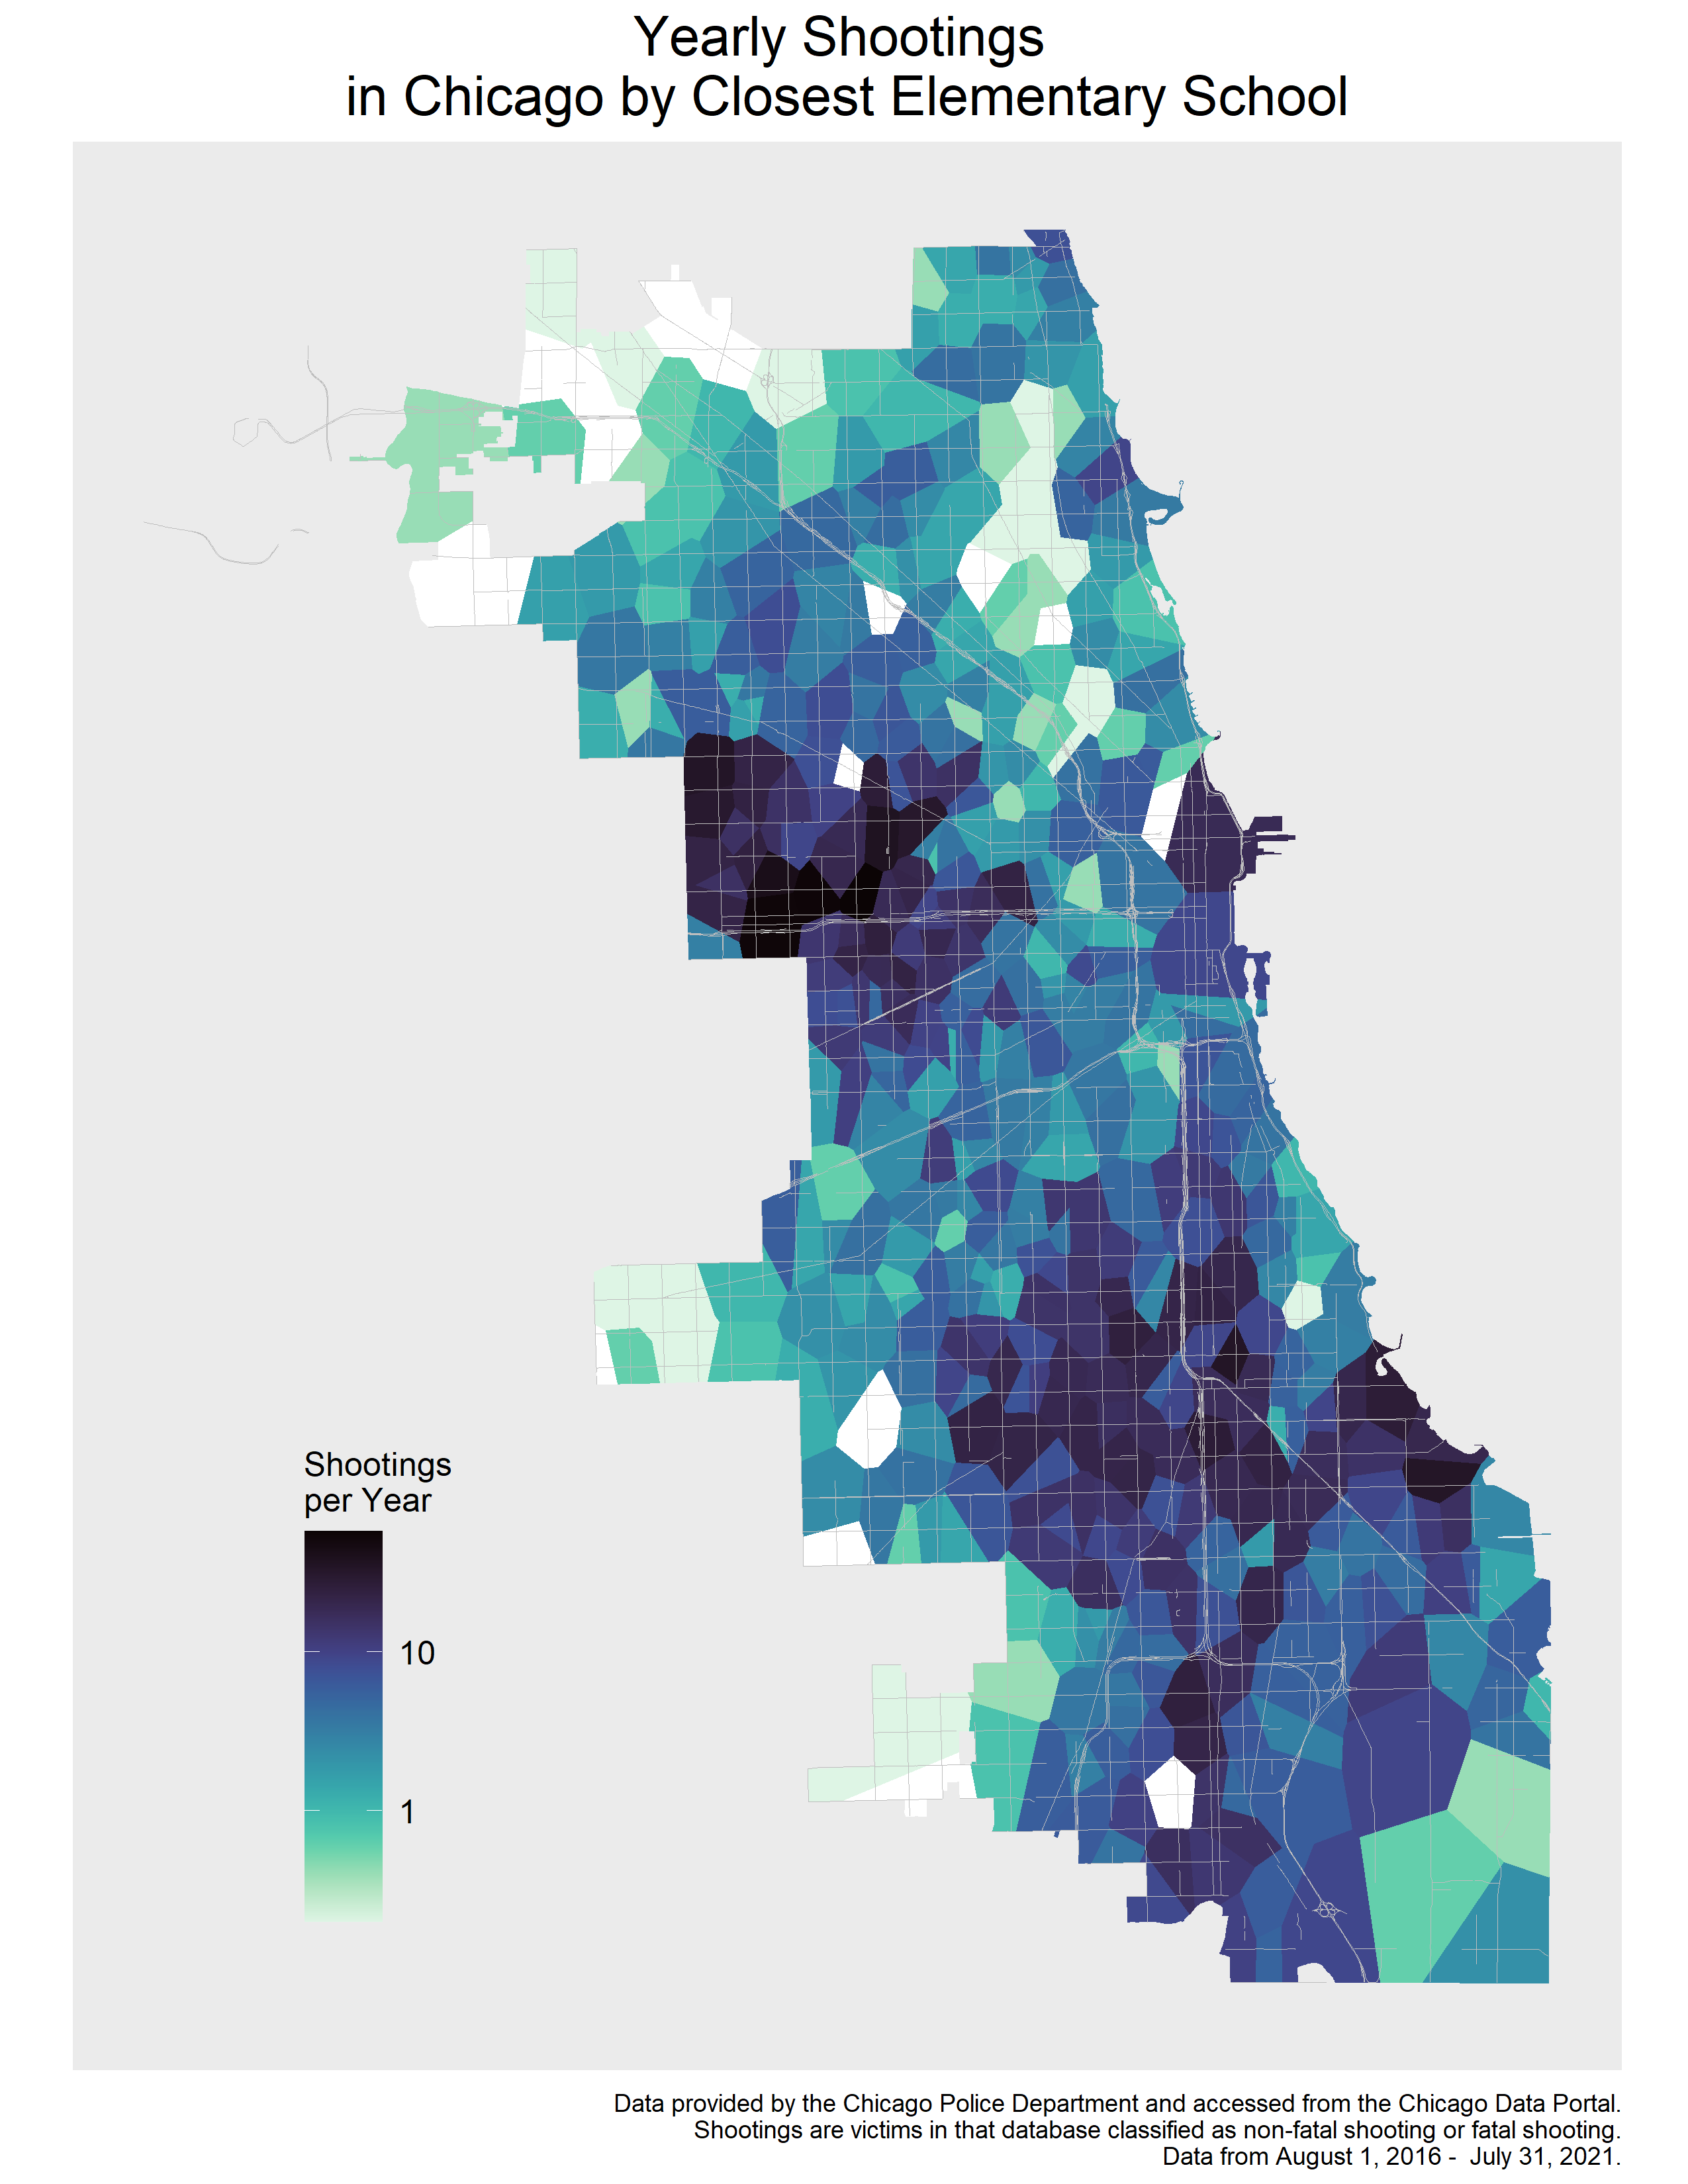 Yearly Shootings
in Chicago by Closest Elementary School
Shootings
per Year
10
1
Data provided by the Chicago Police Department and accessed from the Chicago Data Portal.
Shootings are victims in that database classified as non-fatal shooting or fatal shooting.
Data from August 1, 2016 -  July 31, 2021.